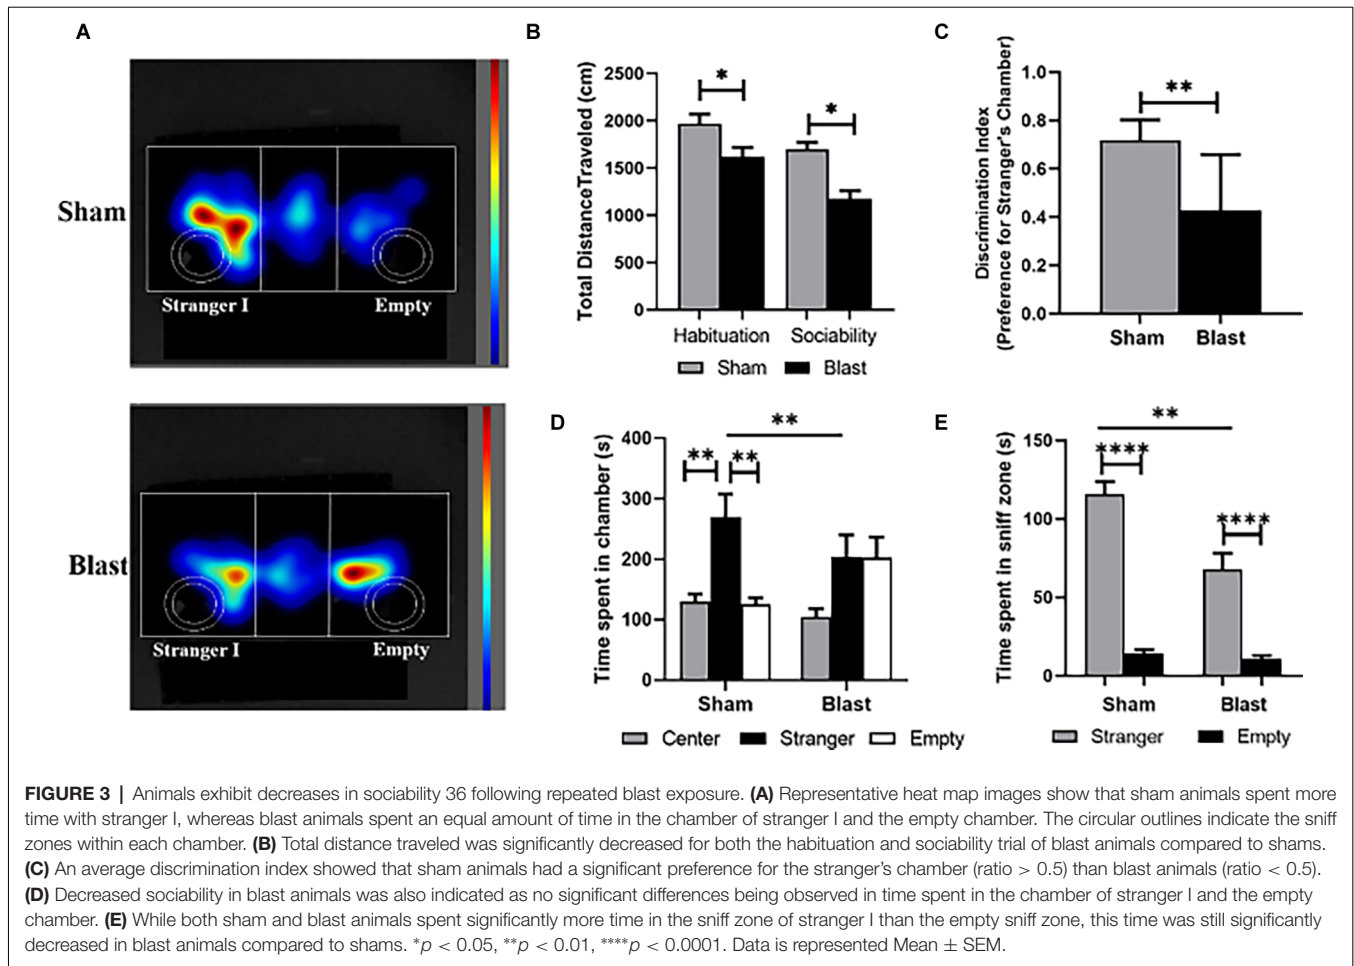 A
Sham
Stranger I
Empty
Blast
Stranger I
Empty
B
Total DistanceTraveled (cm)
2500
2000
1500
1000
500
0
*
*
Habituation
Sociability
Sham
Blast
C
Discrimination Index
(Preference for Stranger's Chamber)
1.0
0.8
0.6
0.4
0.2
0.0
**
Sham
Blast
D
Time spent in chamber (s)
400
300
200
100
0
**
**
**
Sham
Blast
Center
Stranger
Empty
E
Time spent in sniff zone (s)
150
100
50
0
**
****
****
Sham
Blast
Stranger
Empty
FIGURE 3 | Animals exhibit decreases in sociability 36 following repeated blast exposure. (A) Representative heat map images show that sham animals spent more
time with stranger I, whereas blast animals spent an equal amount of time in the chamber of stranger I and the empty chamber. The circular outlines indicate the sniff
zones within each chamber. (B) Total distance traveled was significantly decreased for both the habituation and sociability trial of blast animals compared to shams.
(C) An average discrimination index showed that sham animals had a significant preference for the stranger's chamber (ratio > 0.5) than blast animals (ratio < 0.5).
(D) Decreased sociability in blast animals was also indicated as no significant differences being observed in time spent in the chamber of stranger I and the empty
chamber. (E) While both sham and blast animals spent significantly more time in the sniff zone of stranger I than the empty sniff zone, this time was still significantly
decreased in blast animals compared to shams. *p < 0.05, **p < 0.01, ****p < 0.0001. Data is represented Mean ± SEM.